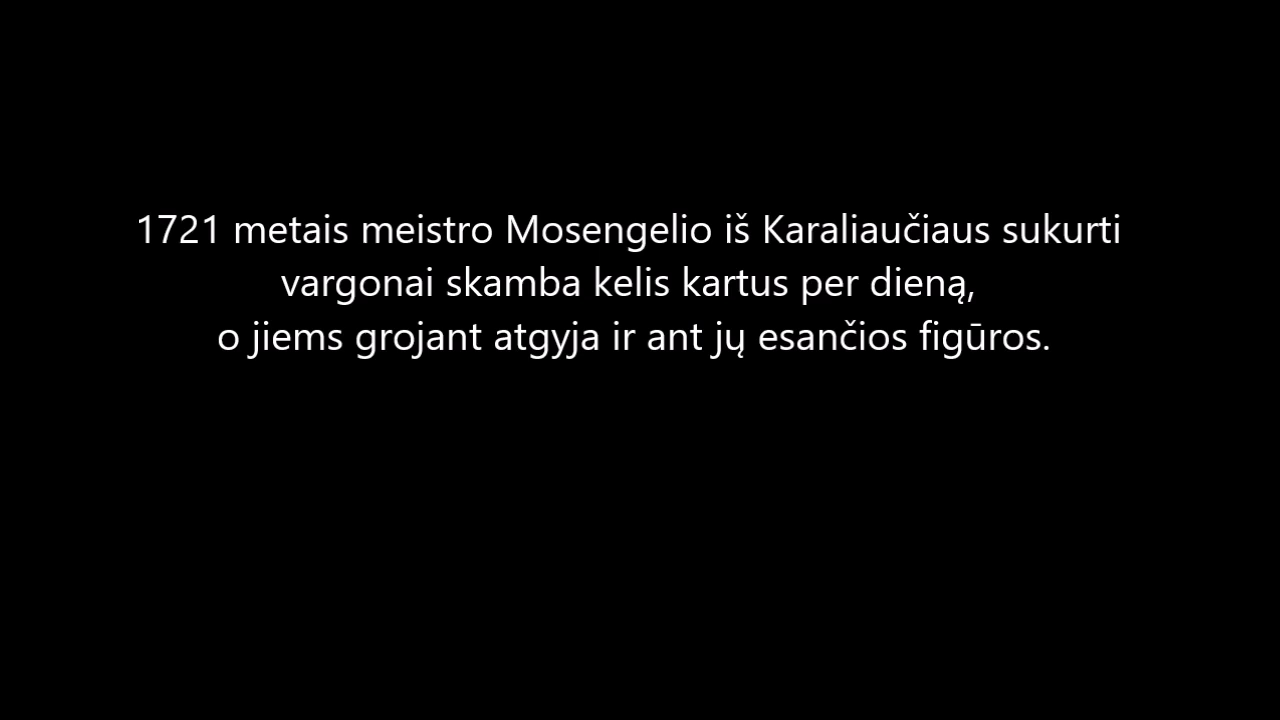 1721 metais meistro Mosengelio iš Karaliaučiaus sukurti
vargonai skamba kelis kartus per dieną,
o jiems grojant atgyja ir ant jų esančios figūros.